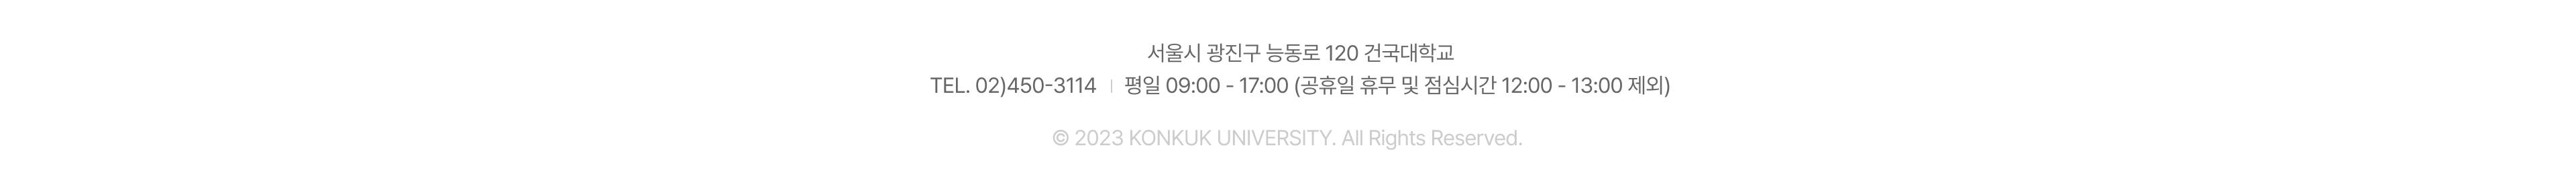 서울시 광진구 능동로 120 건국대학교
TEL. 02)450-3114 | 평일 09:00 - 17:00 (공휴일 휴무 및 점심시간 12:00 - 13:00 제외)
© 2023 KONKUK UNIVERSITY. All Rights Reserved.